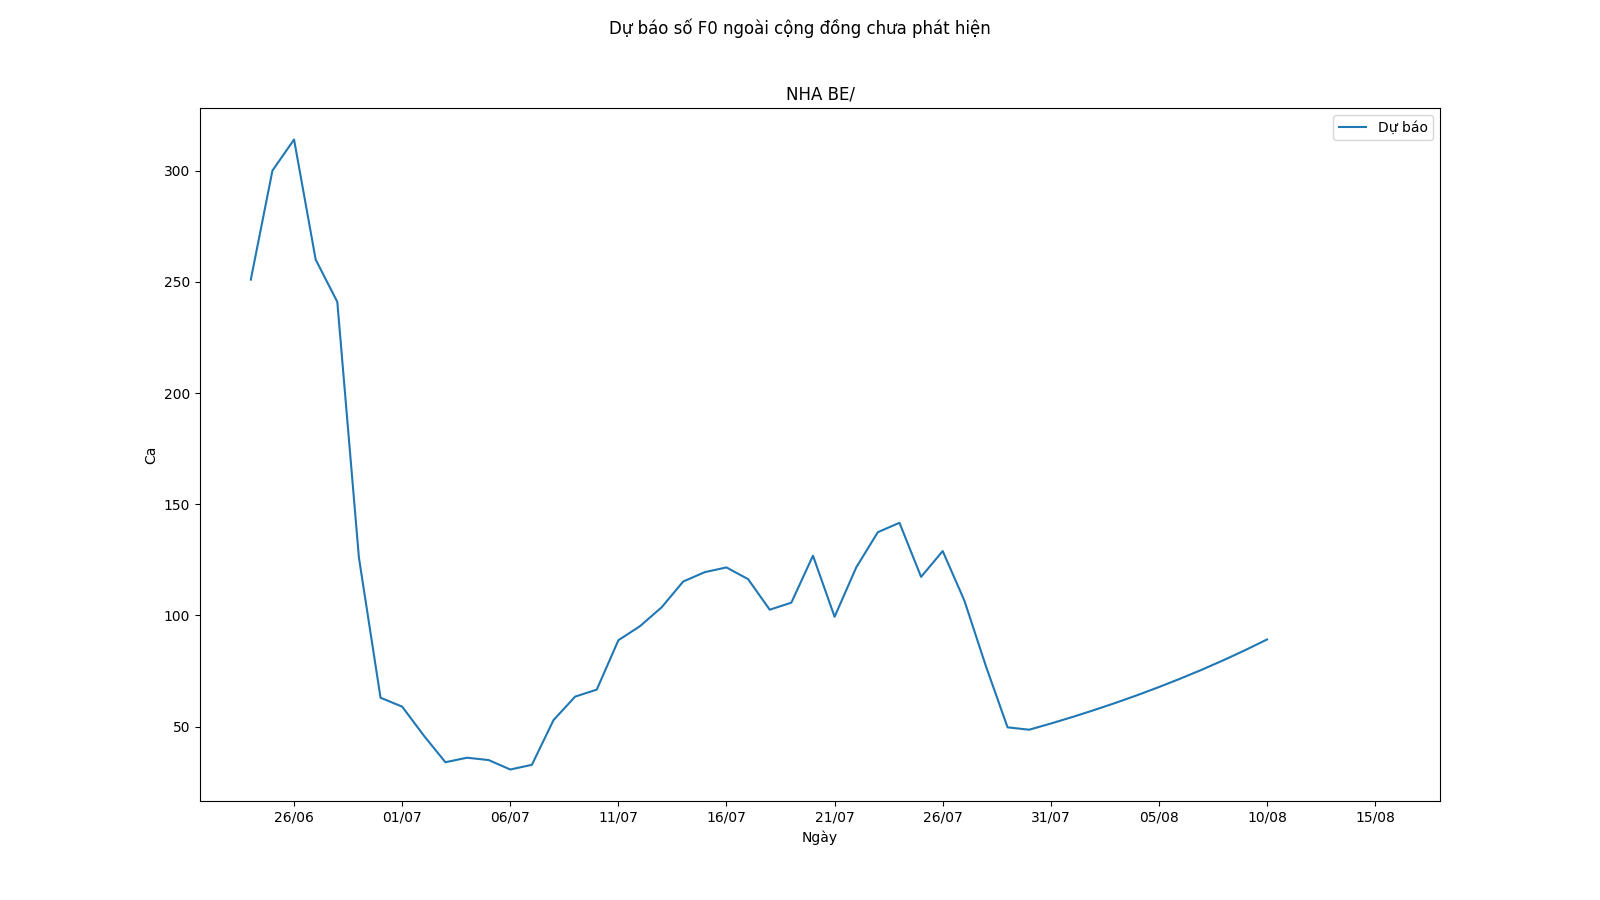 Dự báo số F0 ngoài cộng đồng chưa phát hiện
NHA BE/
Dự báo
300
250
200
150
100
50
Ca
26/06 01/07 06/07 11/07 16/07 21/07 26/07 31/07 05/08 10/08 15/08
Ngày